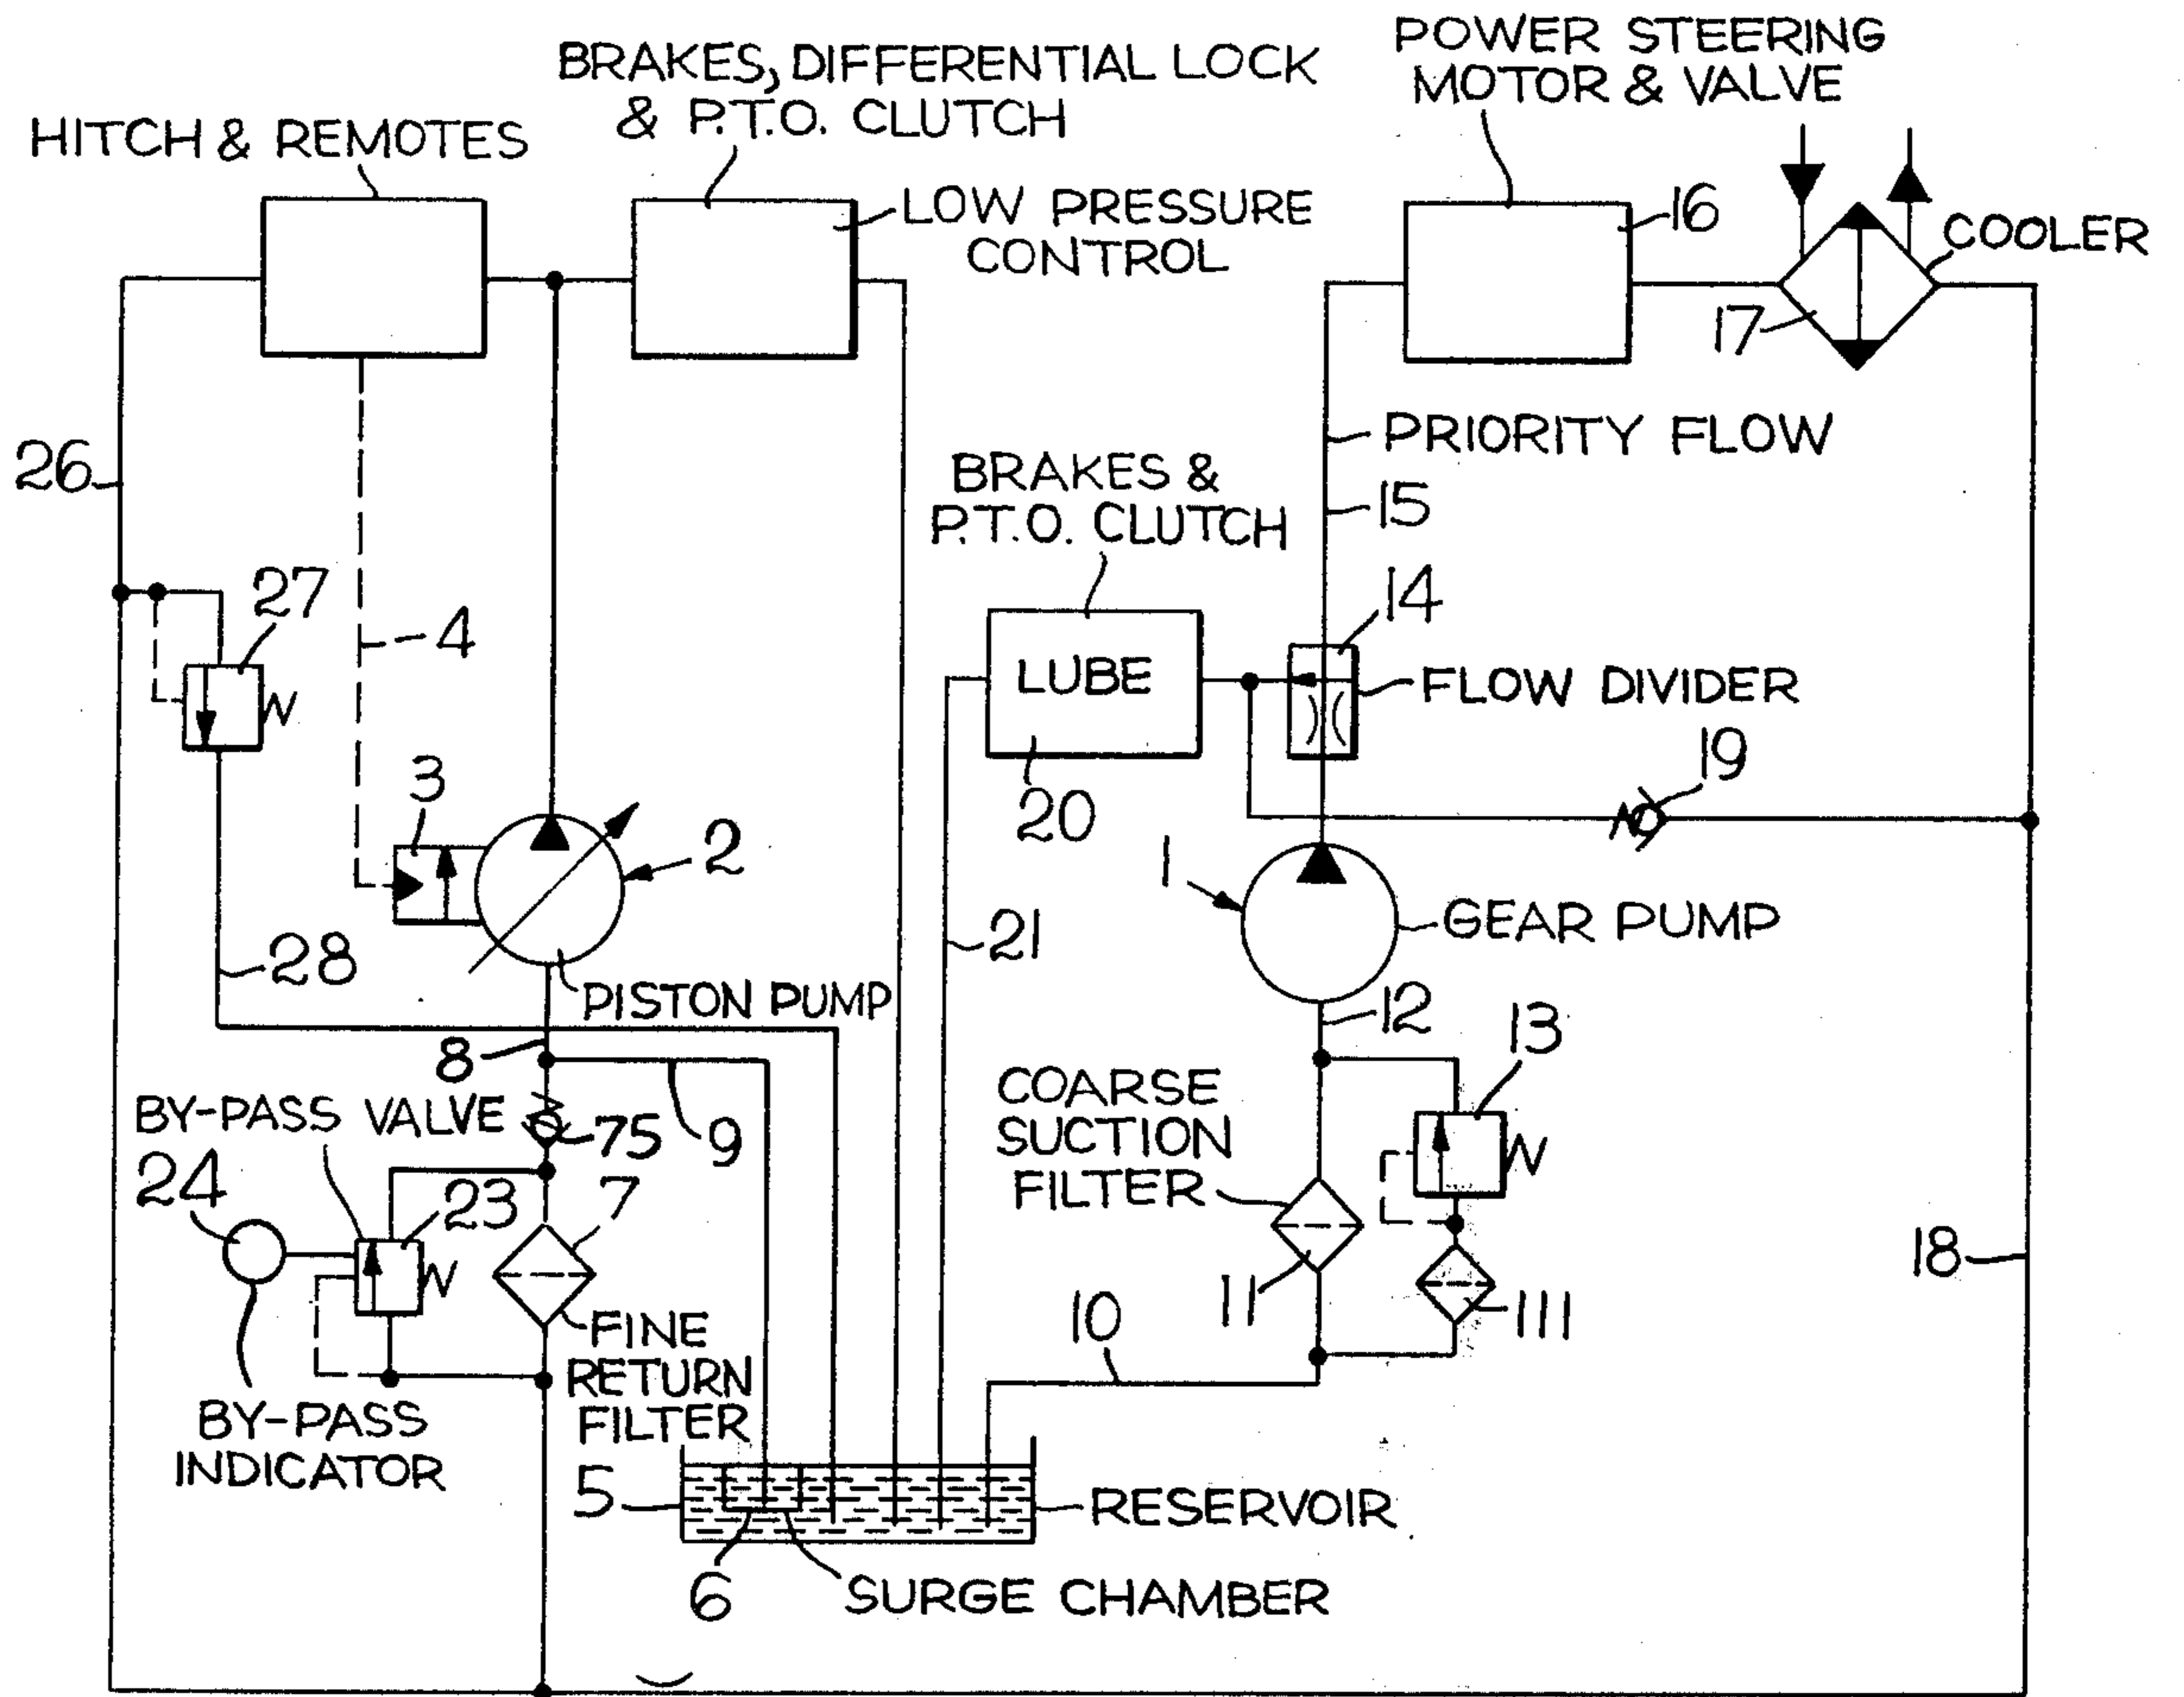 POWER STEERING
MOTOR & VALVE
BRAKES, DIFFERENTIAL LOCK
& P.T.O. CLUTCH
HITCH & REMOTES
LOW PRESSURE
CONTROL
16
COOLER
17
PRIORITY FLOW
26
BRAKES &
P.T.O. CLUTCH
15
27
14
4
LUBE
FLOW DIVIDER
19
3
20
2
1
GEAR PUMP
21
28
PISTON PUMP
12
13
8
COARSE
SUCTION
FILTER
BY-PASS VALVE
75
9
24
23
7
18
11
111
10
FINE
RETURN
FILTER
BY-PASS
INDICATOR
5
RESERVOIR
6
SURGE CHAMBER